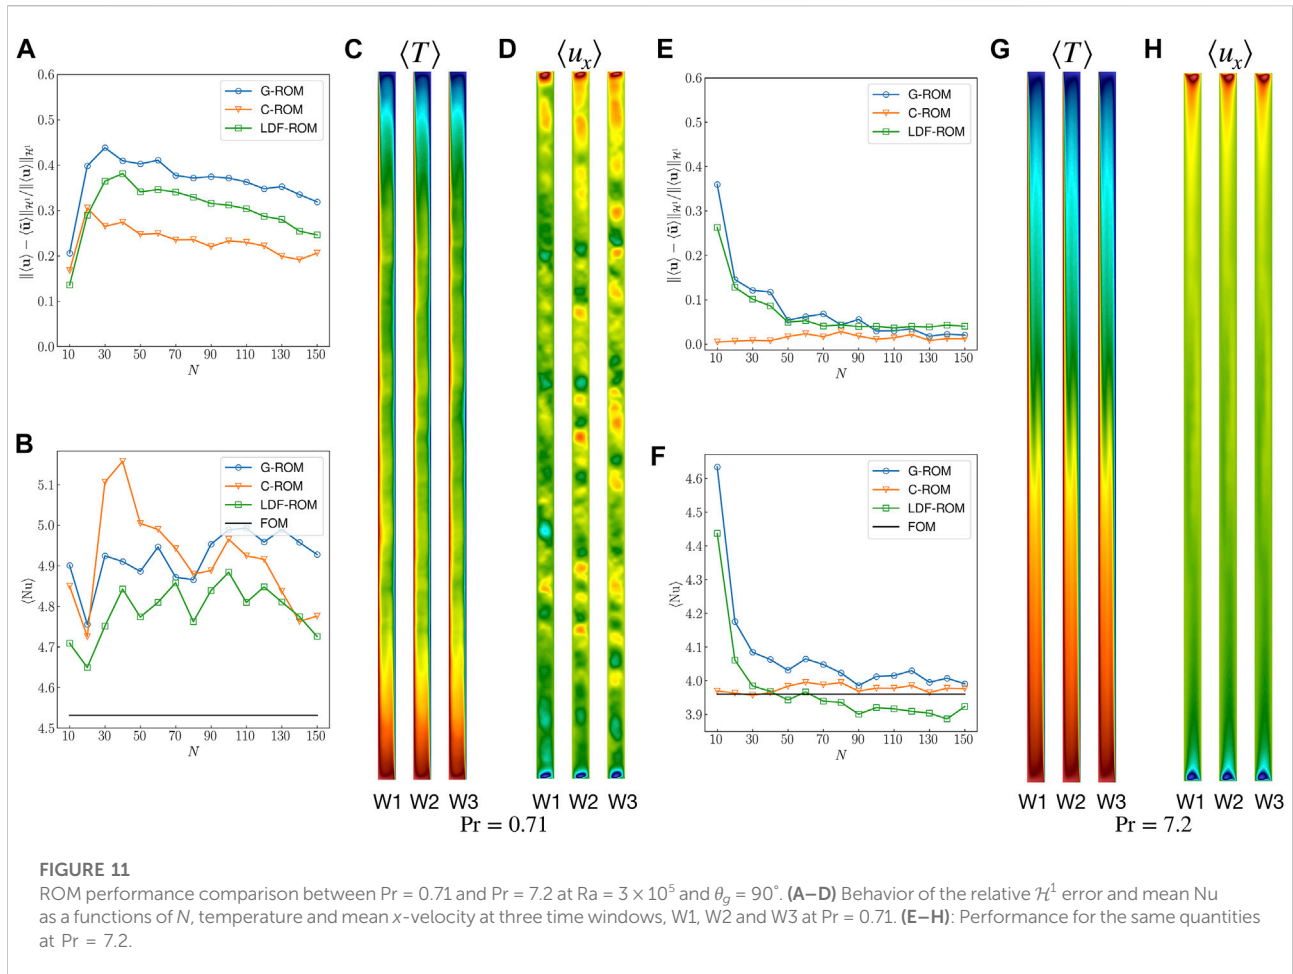 A
0.6
0.5
0.4
0.3
0.2
0.1
0.0
10 30 50 70 90 110 130 150
N
‖⟨u⟩ − ⟨ũ⟩‖ℋ¹/‖⟨u⟩‖ℋ¹
G-ROM
C-ROM
LDF-ROM
B
5.1
5.0
4.9
4.8
4.7
4.6
4.5
10 30 50 70 90 110 130 150
N
⟨Nu⟩
G-ROM
C-ROM
LDF-ROM
FOM
C
⟨T⟩
W1 W2 W3
D
⟨uₓ⟩
W1 W2 W3
Pr = 0.71
E
0.6
0.5
0.4
0.3
0.2
0.1
0.0
10 30 50 70 90 110 130 150
N
‖⟨u⟩ − ⟨ũ⟩‖ℋ¹/‖⟨u⟩‖ℋ¹
G-ROM
C-ROM
LDF-ROM
F
4.6
4.5
4.4
4.3
4.2
4.1
4.0
3.9
10 30 50 70 90 110 130 150
N
⟨Nu⟩
G-ROM
C-ROM
LDF-ROM
FOM
G
⟨T⟩
W1 W2 W3
H
⟨uₓ⟩
W1 W2 W3
Pr = 7.2
FIGURE 11
ROM performance comparison between Pr = 0.71 and Pr = 7.2 at Ra = 3 × 10⁵ and θg = 90°. (A–D) Behavior of the relative ℋ¹ error and mean Nu
as a functions of N, temperature and mean x-velocity at three time windows, W1, W2 and W3 at Pr = 0.71. (E–H): Performance for the same quantities
at Pr = 7.2.